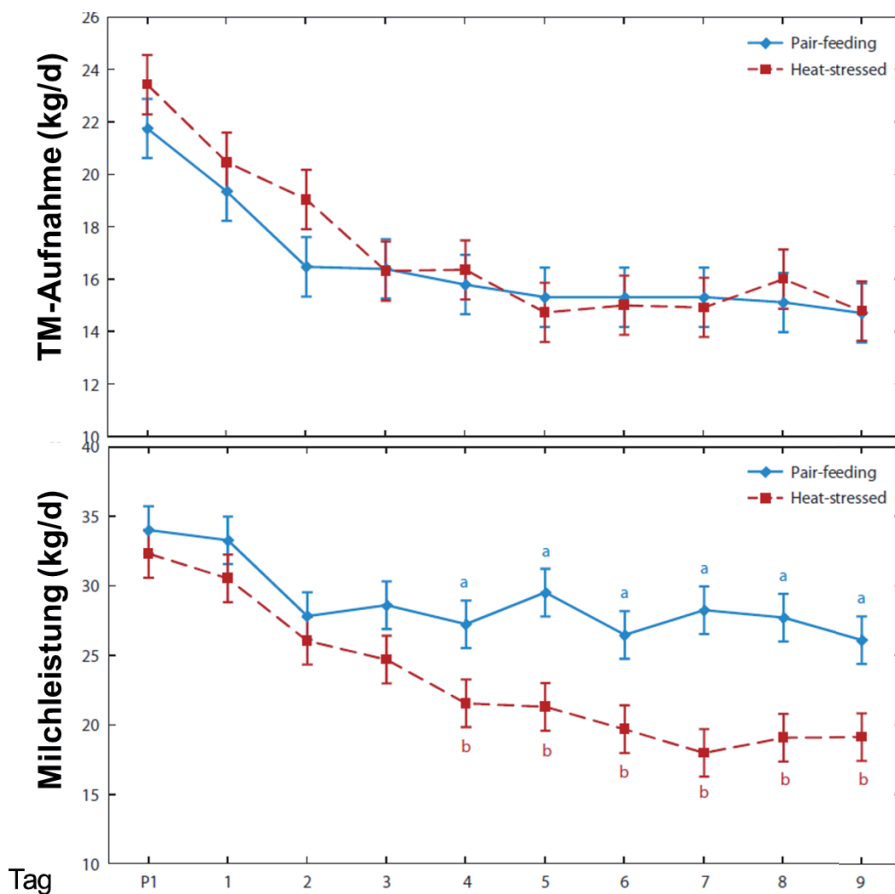 26
24
22
20
18
16
14
12
10
TM-Aufnahme (kg/d)
Pair-feeding
Heat-stressed
40
35
30
25
20
15
10
Milchleistung (kg/d)
Pair-feeding
Heat-stressed
a a a a a a
b b b b b b
Tag P1 1 2 3 4 5 6 7 8 9